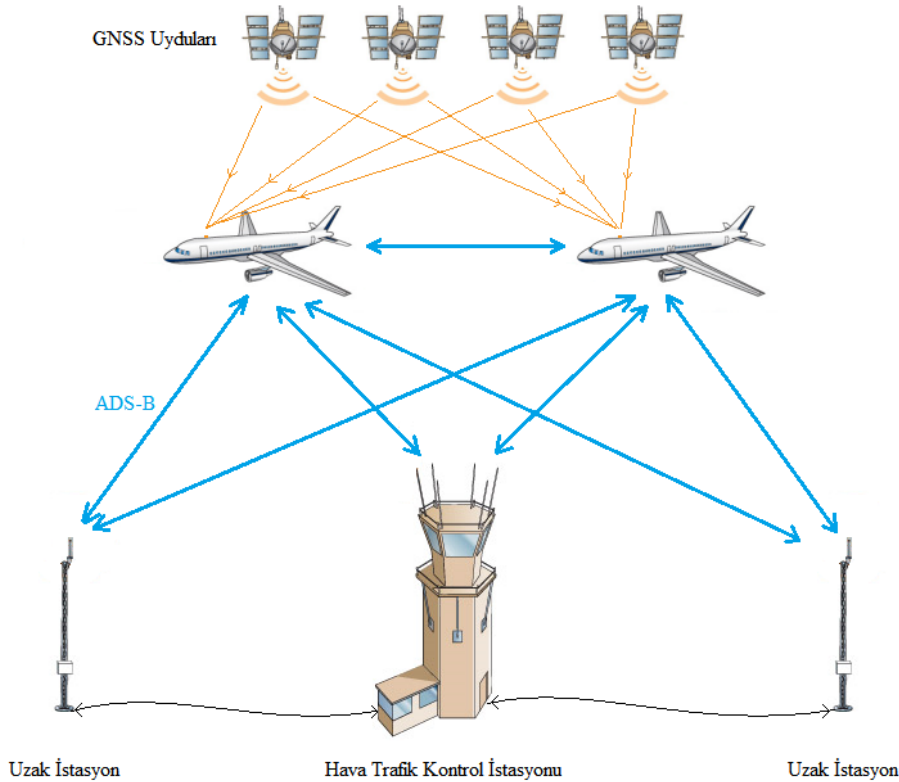 GNSS Uyduları
ADS-B
Uzak İstasyon
Hava Trafik Kontrol İstasyonu
Uzak İstasyon